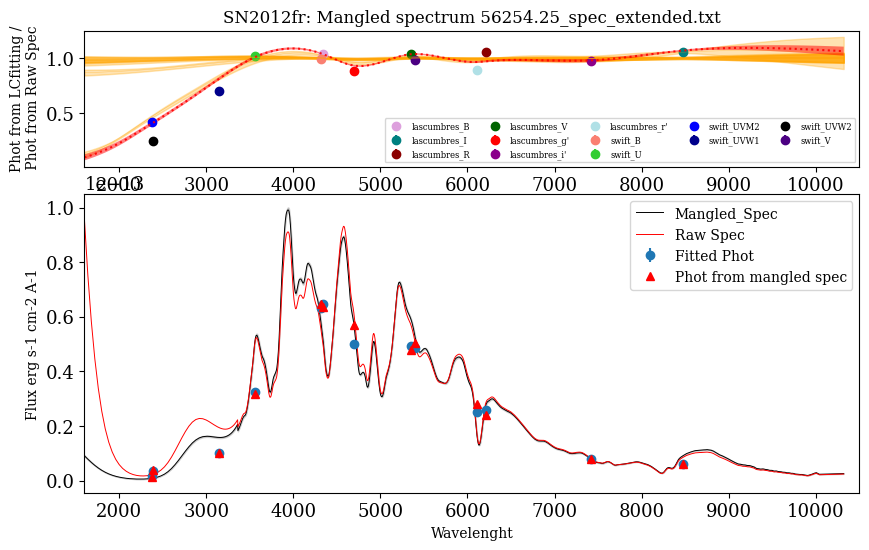 SN2012fr: Mangled spectrum 56254.25_spec_extended.txt
Phot from LCfitting /
Phot from Raw Spec
1.0
0.5
lascumbres_B
lascumbres_I
lascumbres_R
lascumbres_V
lascumbres_g'
lascumbres_i'
lascumbres_r'
swift_B
swift_U
swift_UVM2
swift_UVW1
swift_UVW2
swift_V
2000 3000 4000 5000 6000 7000 8000 9000 10000
1e−13
Flux erg s-1 cm-2 A-1
1.0
0.8
0.6
0.4
0.2
0.0
Mangled_Spec
Raw Spec
Fitted Phot
Phot from mangled spec
2000 3000 4000 5000 6000 7000 8000 9000 10000
Wavelenght